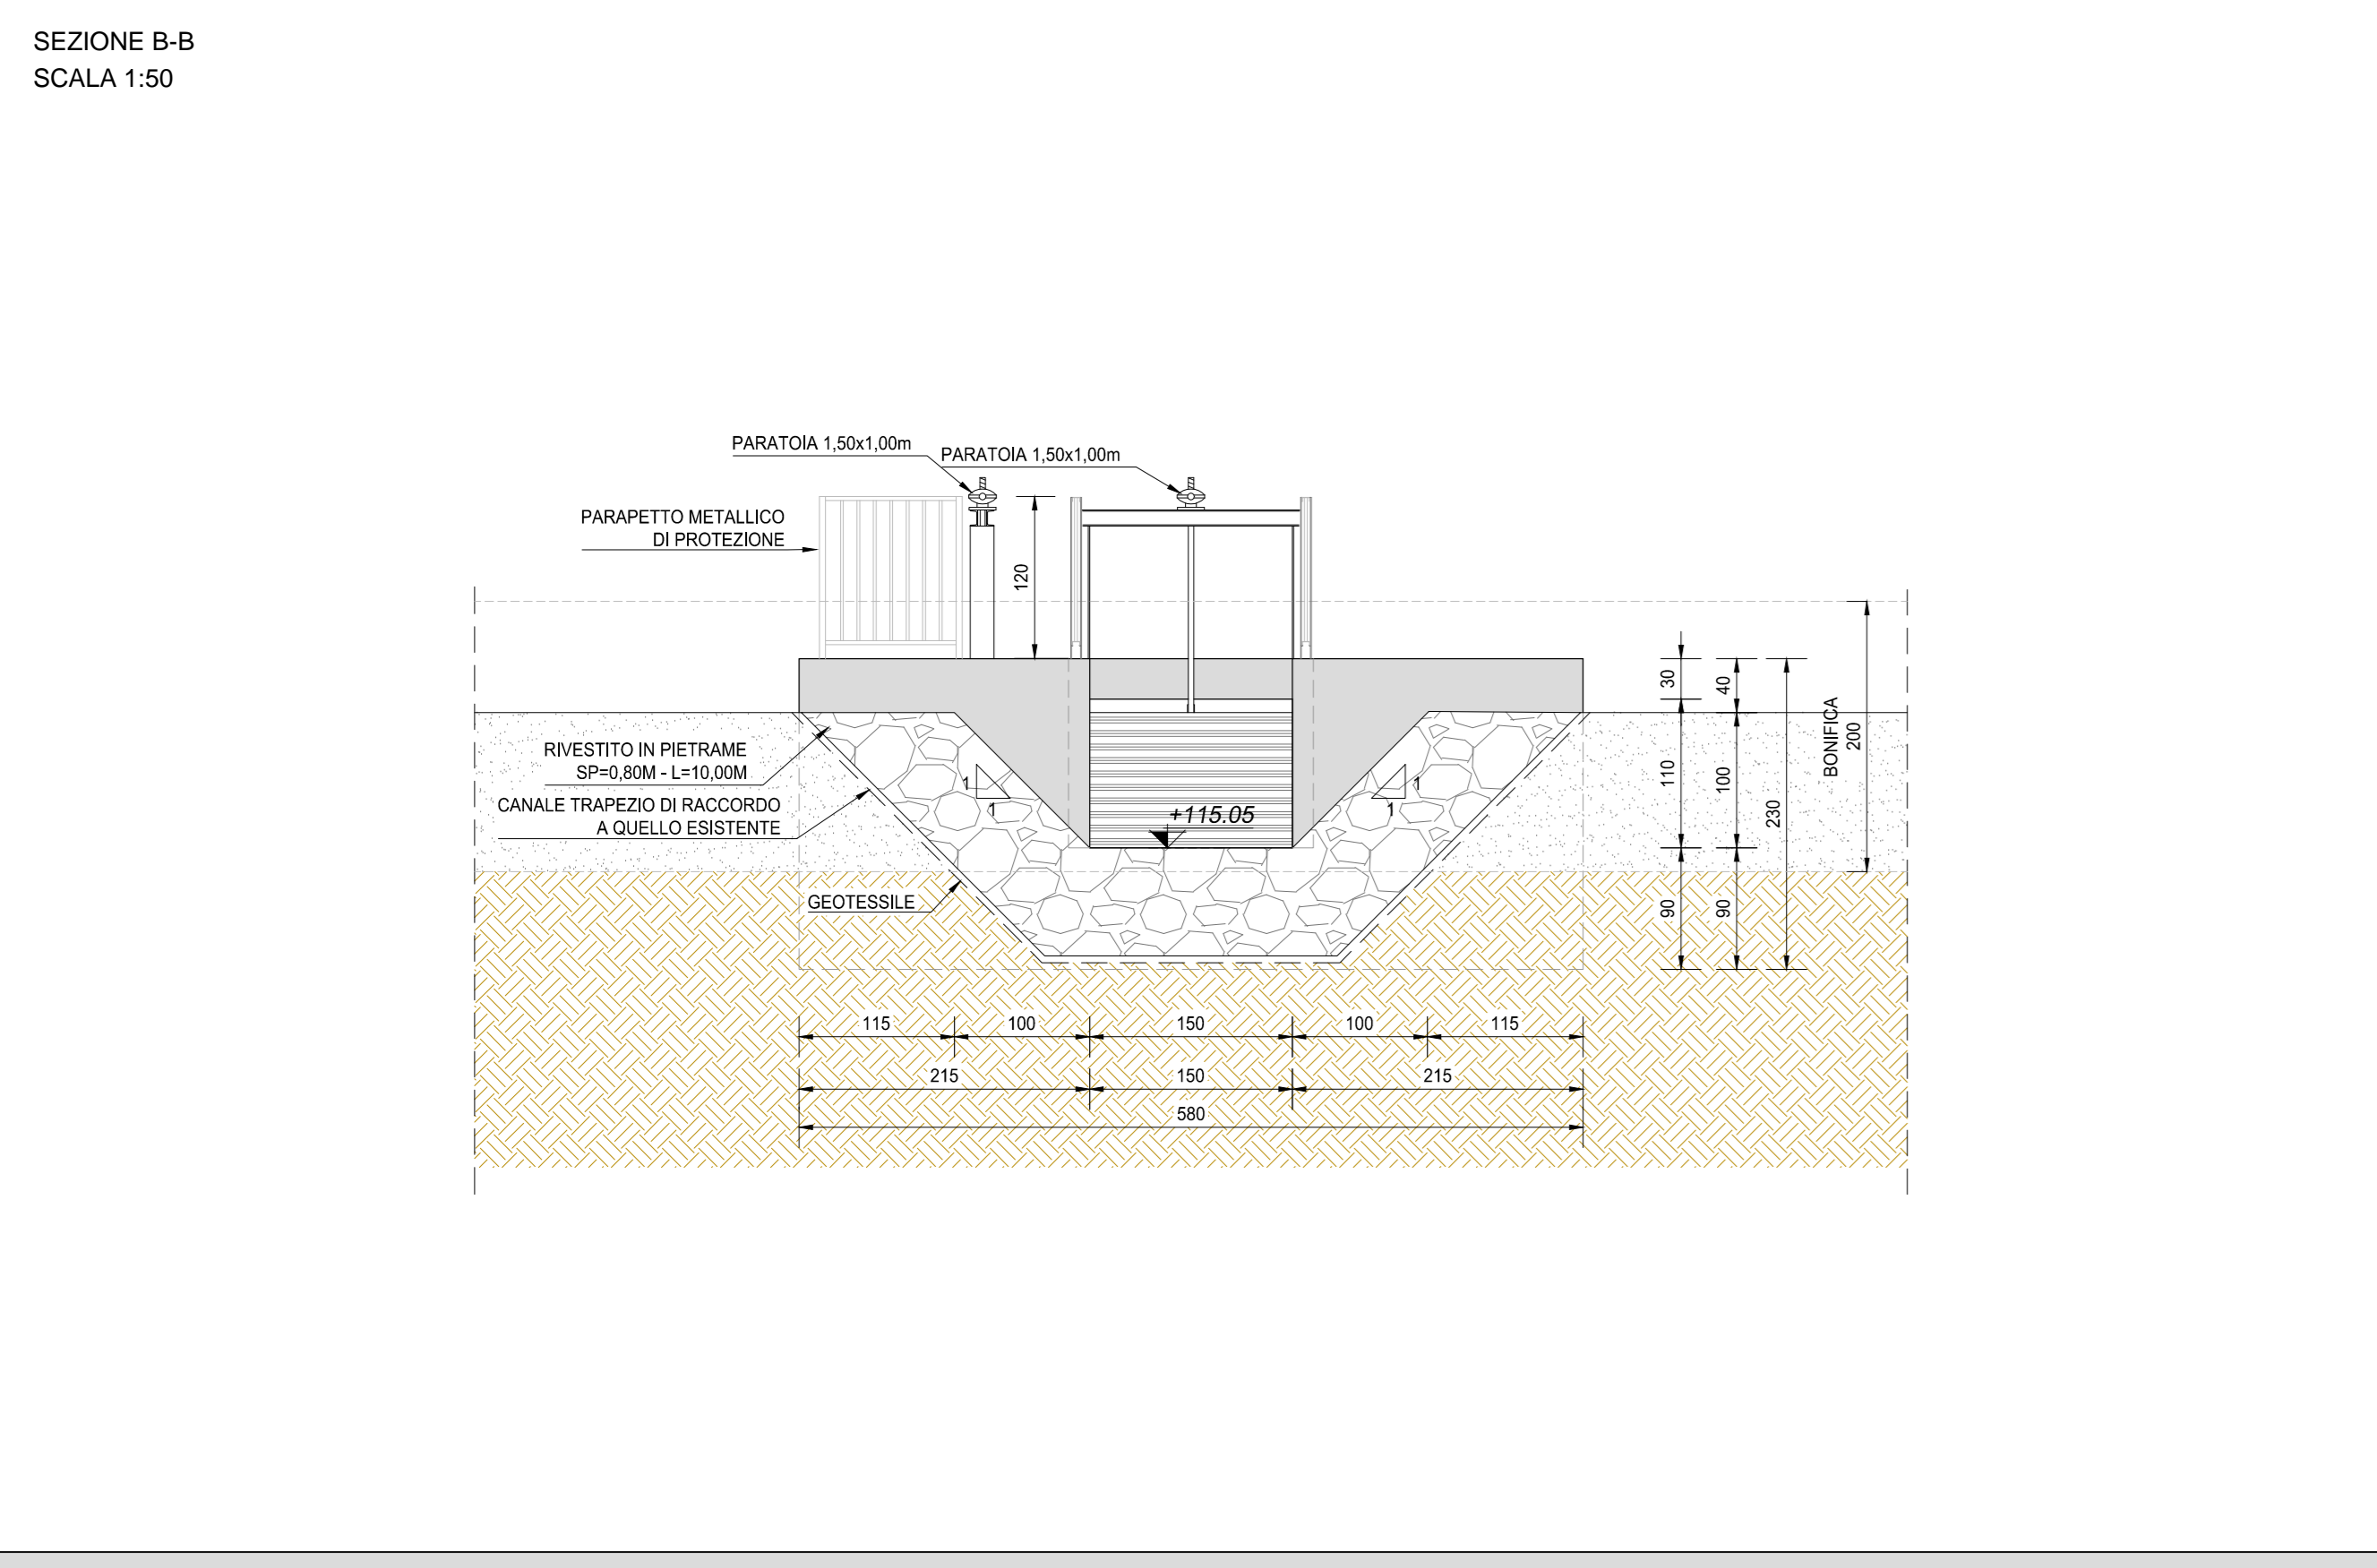 SEZIONE B-B
SCALA 1:50
PARATOIA 1,50x1,00m
PARATOIA 1,50x1,00m
PARAPETTO METALLICO
DI PROTEZIONE
120
30
40
BONIFICA
200
RIVESTITO IN PIETRAME
SP=0,80M - L=10,00M
1
1
1
1
110
100
230
CANALE TRAPEZIO DI RACCORDO
A QUELLO ESISTENTE
+115.05
GEOTESSILE
90
90
115
100
150
100
115
215
150
215
580